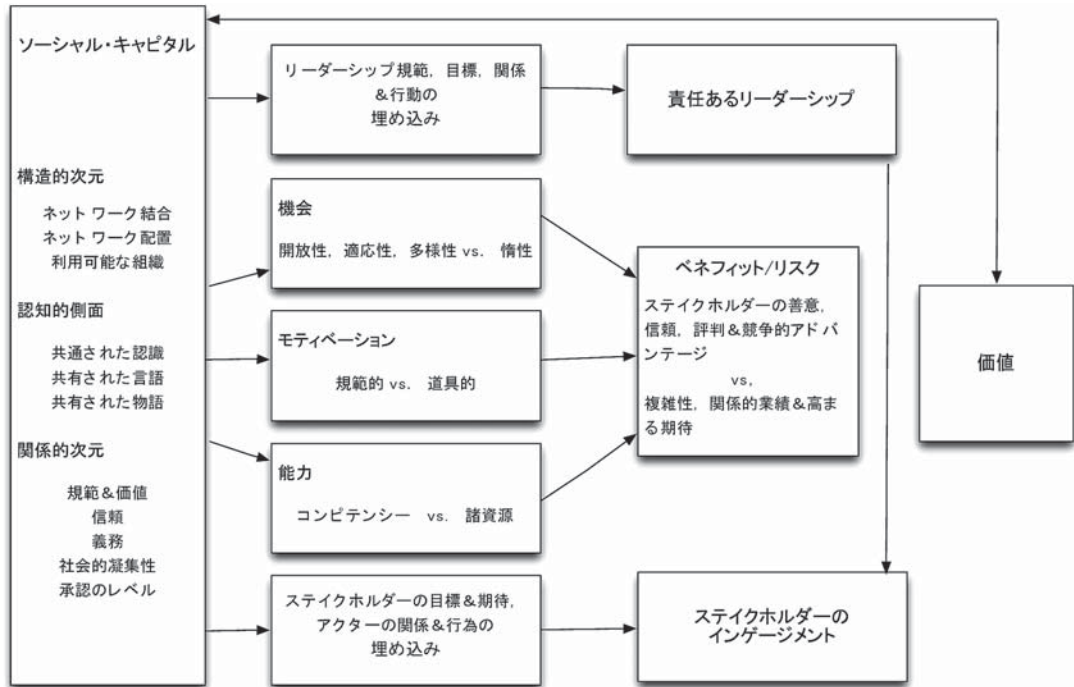 ソーシャル・キャピタル
構造的次元
ネットワーク結合
ネットワーク配置
利用可能な組織
認知的側面
共通された認識
共有された言語
共有された物語
関係的次元
規範&価値
信頼
義務
社会的凝集性
承認のレベル
リーダーシップ規範, 目標, 関係
&行動の
埋め込み
責任あるリーダーシップ
機会
開放性, 適応性, 多様性 vs. 惰性
モティベーション
規範的 vs. 道具的
能力
コンピテンシー vs. 諸資源
ステイクホルダーの目標&期待,
アクターの関係&行為の
埋め込み
ベネフィット/リスク
ステイクホルダーの善意,
信頼, 評判&競争的アドバ
ンテージ
vs,
複雑性, 関係的業績&高ま
る期待
ステイクホルダーの
インゲージメント
価値